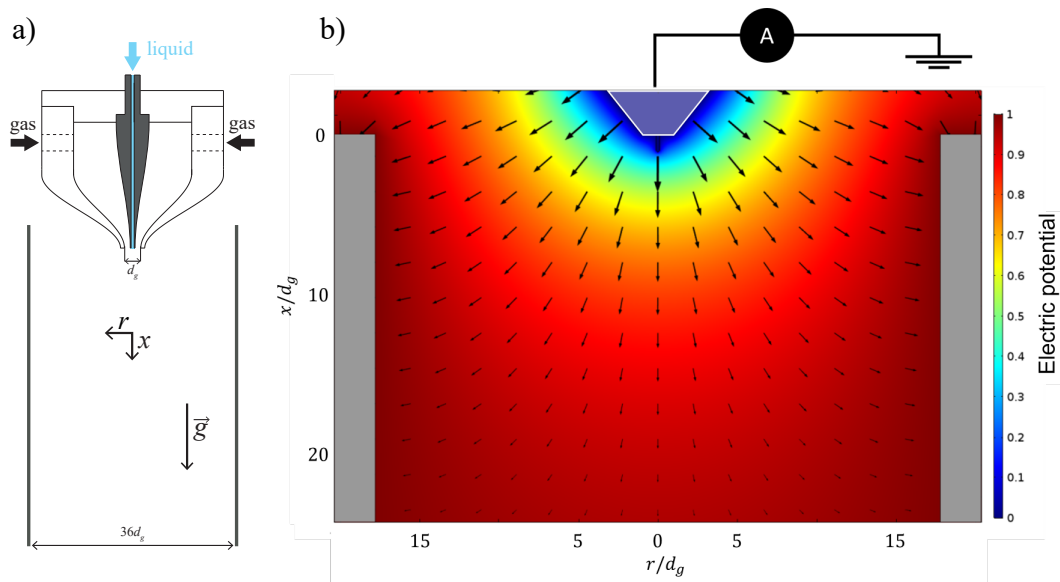 a)
liquid
gas
gas
d_g
r
x
g⃗
36d_g
b)
A
0
10
20
x/d_g
15
5
0
5
15
r/d_g
1
0.9
0.8
0.7
0.6
0.5
0.4
0.3
0.2
0.1
0
Electric potential